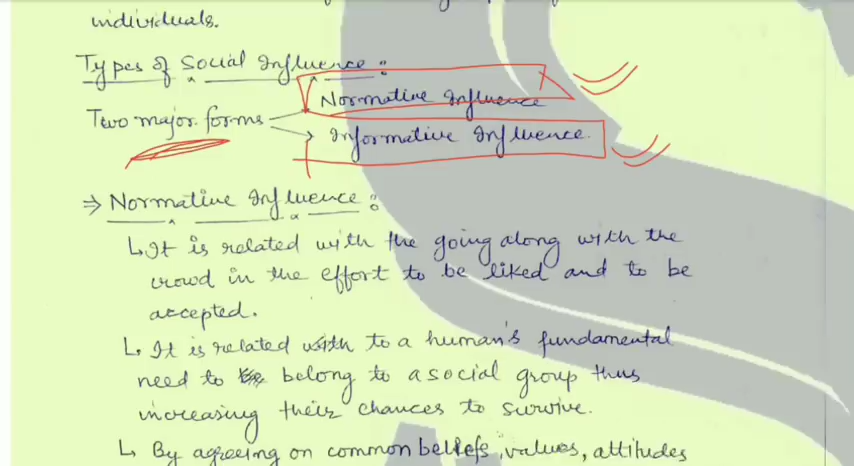 individuals.
Types of Social Influence :
Normative Influence
Two major forms
Informative Influence.
⇒ Normative Influence :
↳ It is related with the going along with the
crowd in the effort to be liked and to be
accepted.
↳ It is related with to a human's fundamental
need to belong to a social group thus
increasing their chances to survive.
↳ By agreeing on common beliefs, values, attitudes